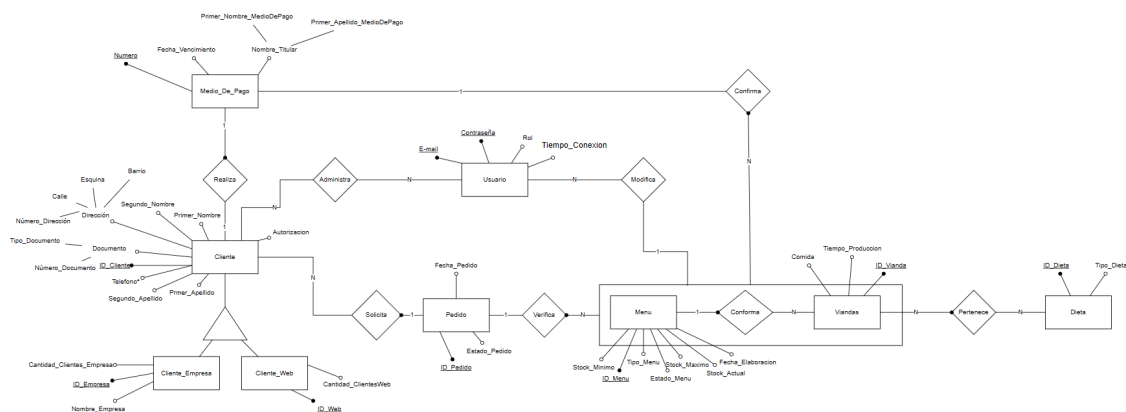 Primer_Nombre_MedioDePago
Primer_Apellido_MedioDePago
Fecha_Vencimiento
Nombre_Titular
Numero
Medio_De_Pago
1
Confirma
1
N
Realiza
1
Contraseña
E-mail
Rol
Tiempo_Conexion
Usuario
N
Administra
N
N
Modifica
1
Barrio
Esquina
Calle
Número_Dirección
Dirección
Segundo_Nombre
Primer_Nombre
Autorizacion
Tipo_Documento
Documento
Número_Documento
ID_Cliente
Telefono*
Segundo_Apellido
Prmer_Apellido
Cliente
N
Solicita
1
Fecha_Pedido
Pedido
Estado_Pedido
ID_Pedido
1
Verifica
N
Menu
1
Conforma
N
Viandas
Comida
Tiempo_Produccion
ID_Vianda
Stock_Minimo
ID_Menu
Tipo_Menu
Estado_Menu
Stock_Maximo
Stock_Actual
Fecha_Elaboracion
N
Pertenece
N
ID_Dieta
Tipo_Dieta
Dieta
Cantidad_Clientes_Empresa
ID_Empresa
Nombre_Empresa
Cliente_Empresa
Cliente_Web
Cantidad_ClientesWeb
ID_Web